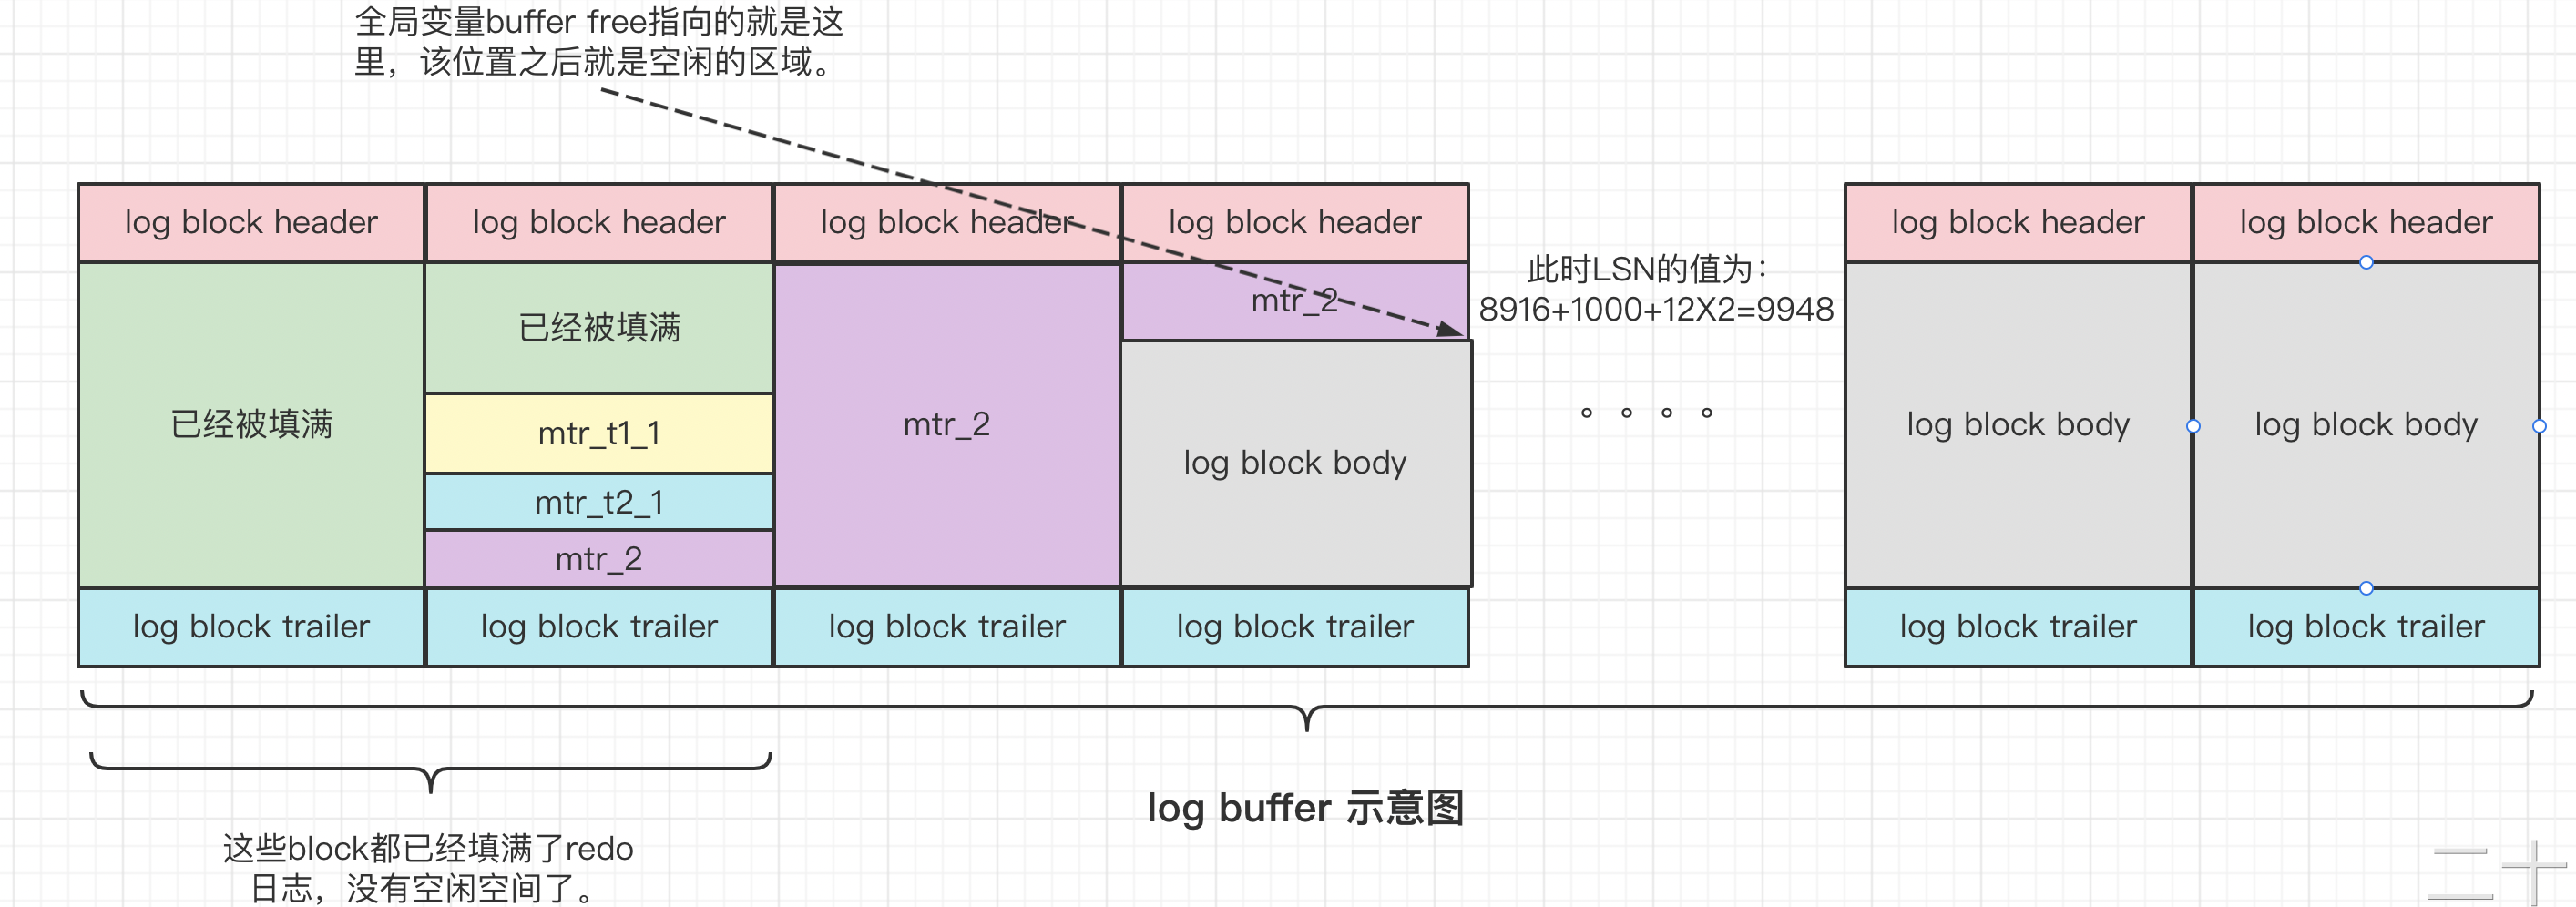 全局变量buffer free指向的就是这
里，该位置之后就是空闲的区域。
log block header
log block header
log block header
log block header
log block header
log block header
已经被填满
已经被填满
mtr_t1_1
mtr_t2_1
mtr_2
mtr_2
mtr_2
log block body
此时LSN的值为：
8916+1000+12X2=9948
。。。。
log block body
log block body
log block trailer
log block trailer
log block trailer
log block trailer
log block trailer
log block trailer
log buffer 示意图
这些block都已经填满了redo
日志，没有空闲空间了。
二十